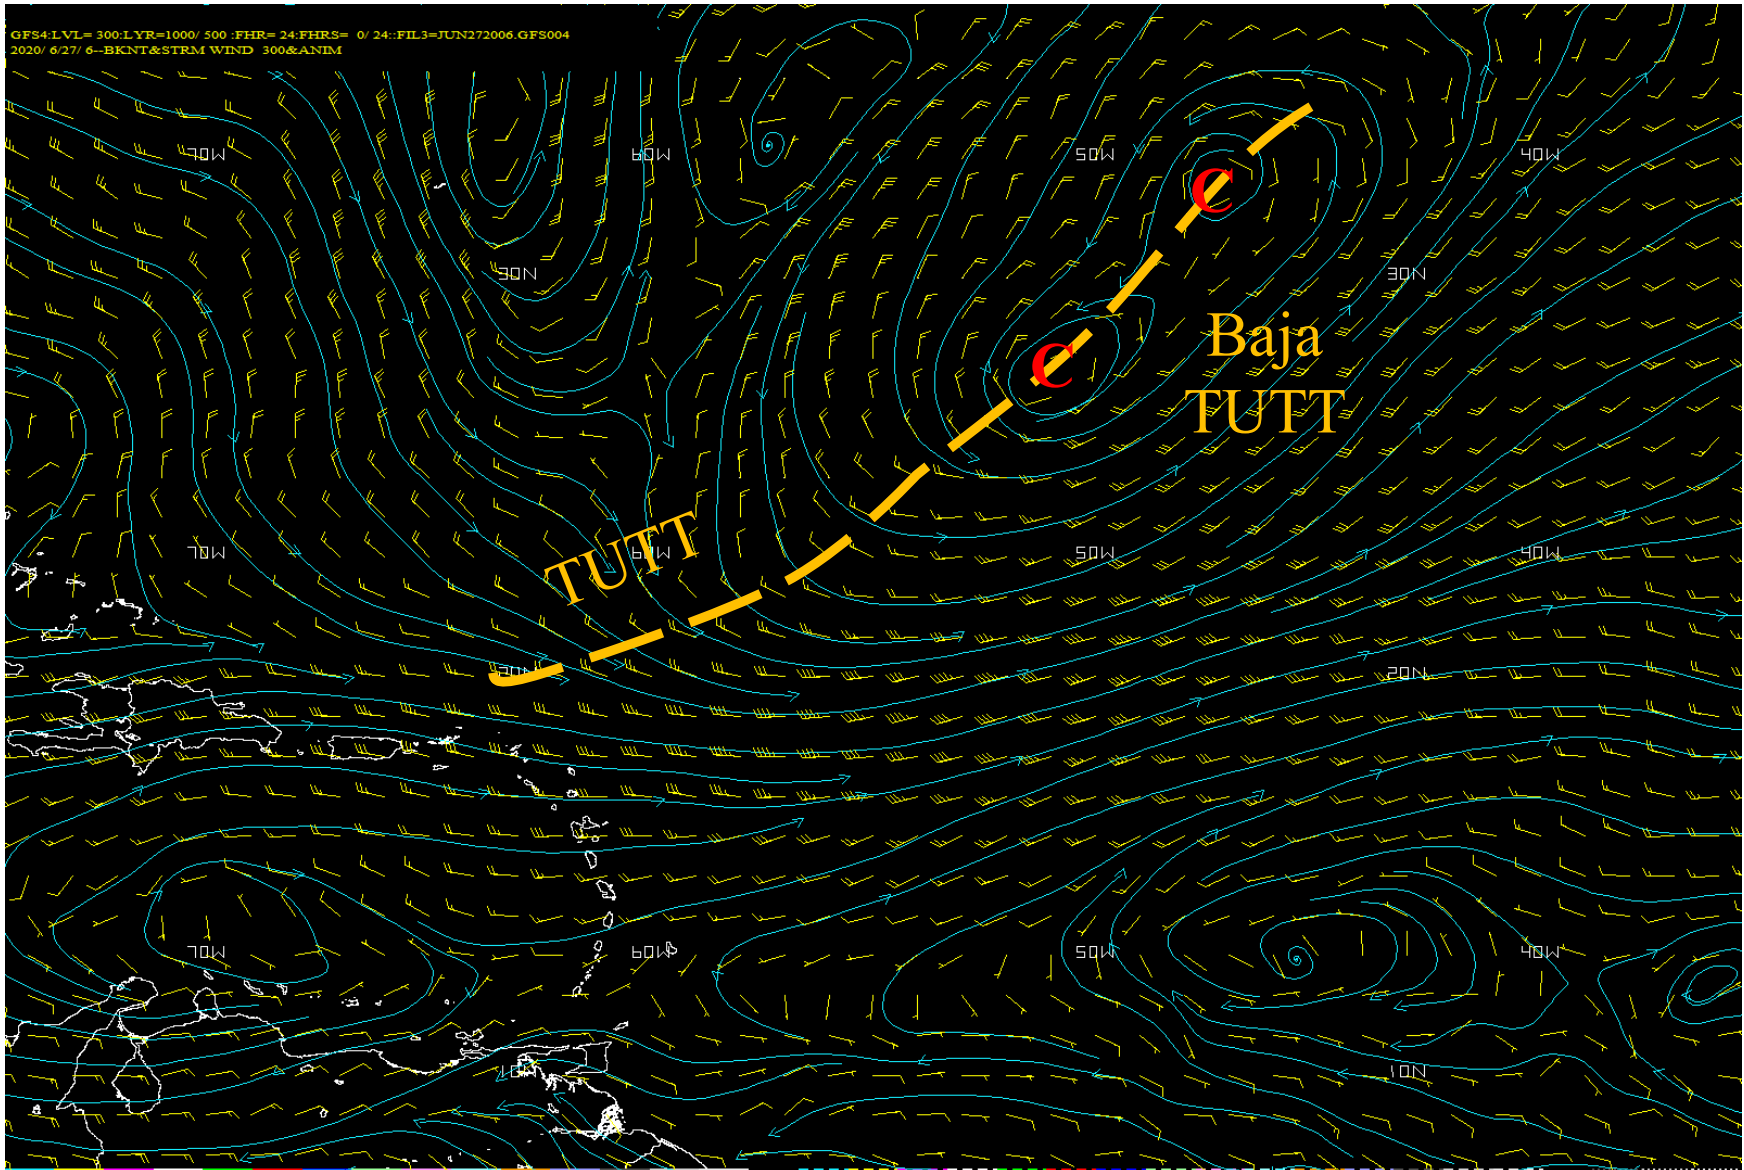 GFS4:LVL= 300:LYR=1000/ 500 :FHR= 24:FHRS=  0/ 24::FIL3=JUN272006.GFS004
2020/ 6/27/ 6--BKNT&STRM WIND  300&ANIM
70W 60W 50W 40W
C
30N 30N
Baja
C
TUTT
TUTT
70W 60W 50W 40W
20N 20N
70W 60W 50W 40W
10N 10N